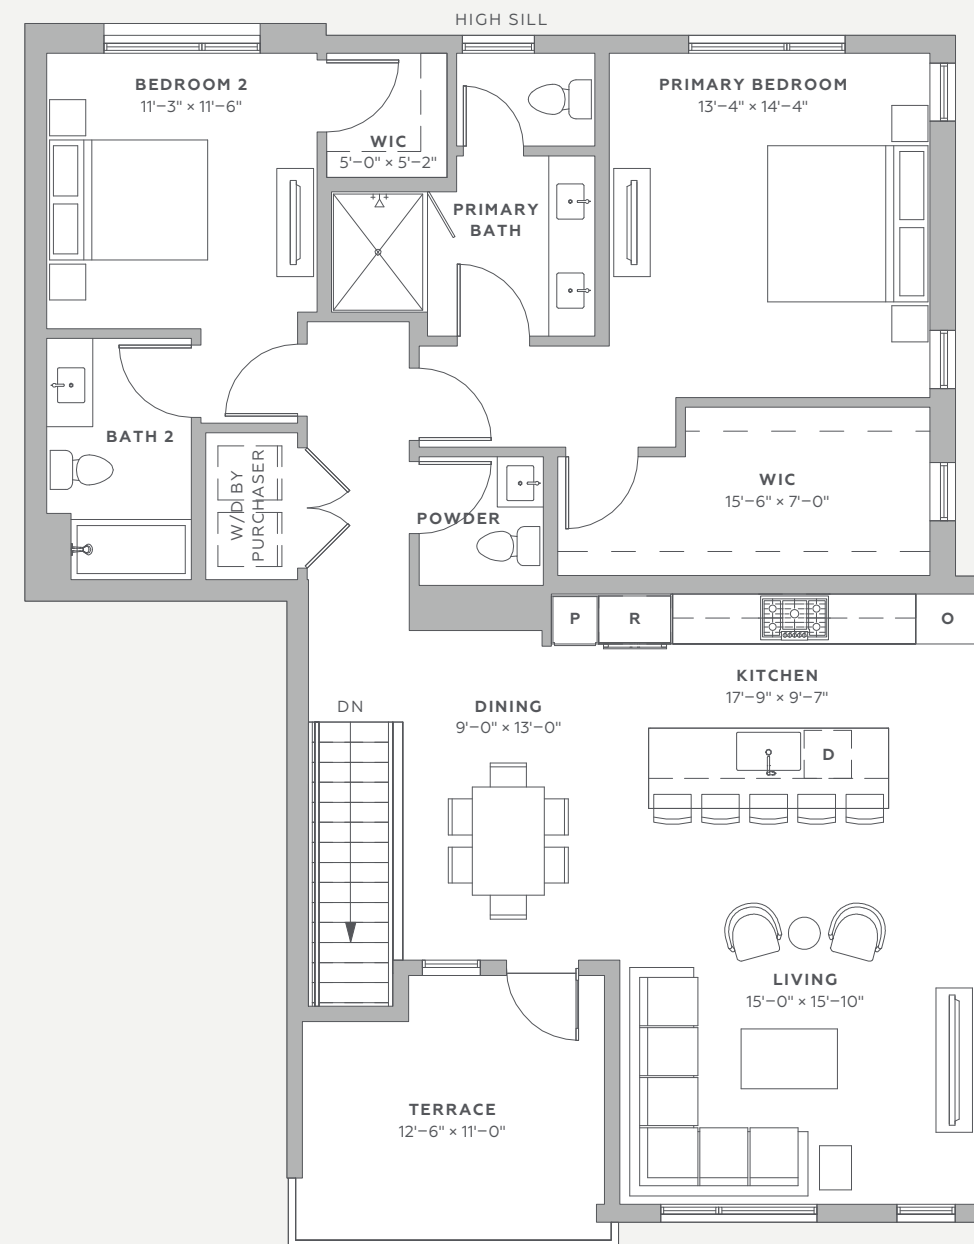 HIGH SILL
BEDROOM 2
11'-3" × 11'-6"
WIC
5'-0" × 5'-2"
PRIMARY BEDROOM
13'-4" × 14'-4"
PRIMARY
BATH
BATH 2
W/D BY
PURCHASER
POWDER
WIC
15'-6" × 7'-0"
P
R
O
KITCHEN
17'-9" × 9'-7"
DN
DINING
9'-0" × 13'-0"
D
LIVING
15'-0" × 15'-10"
TERRACE
12'-6" × 11'-0"